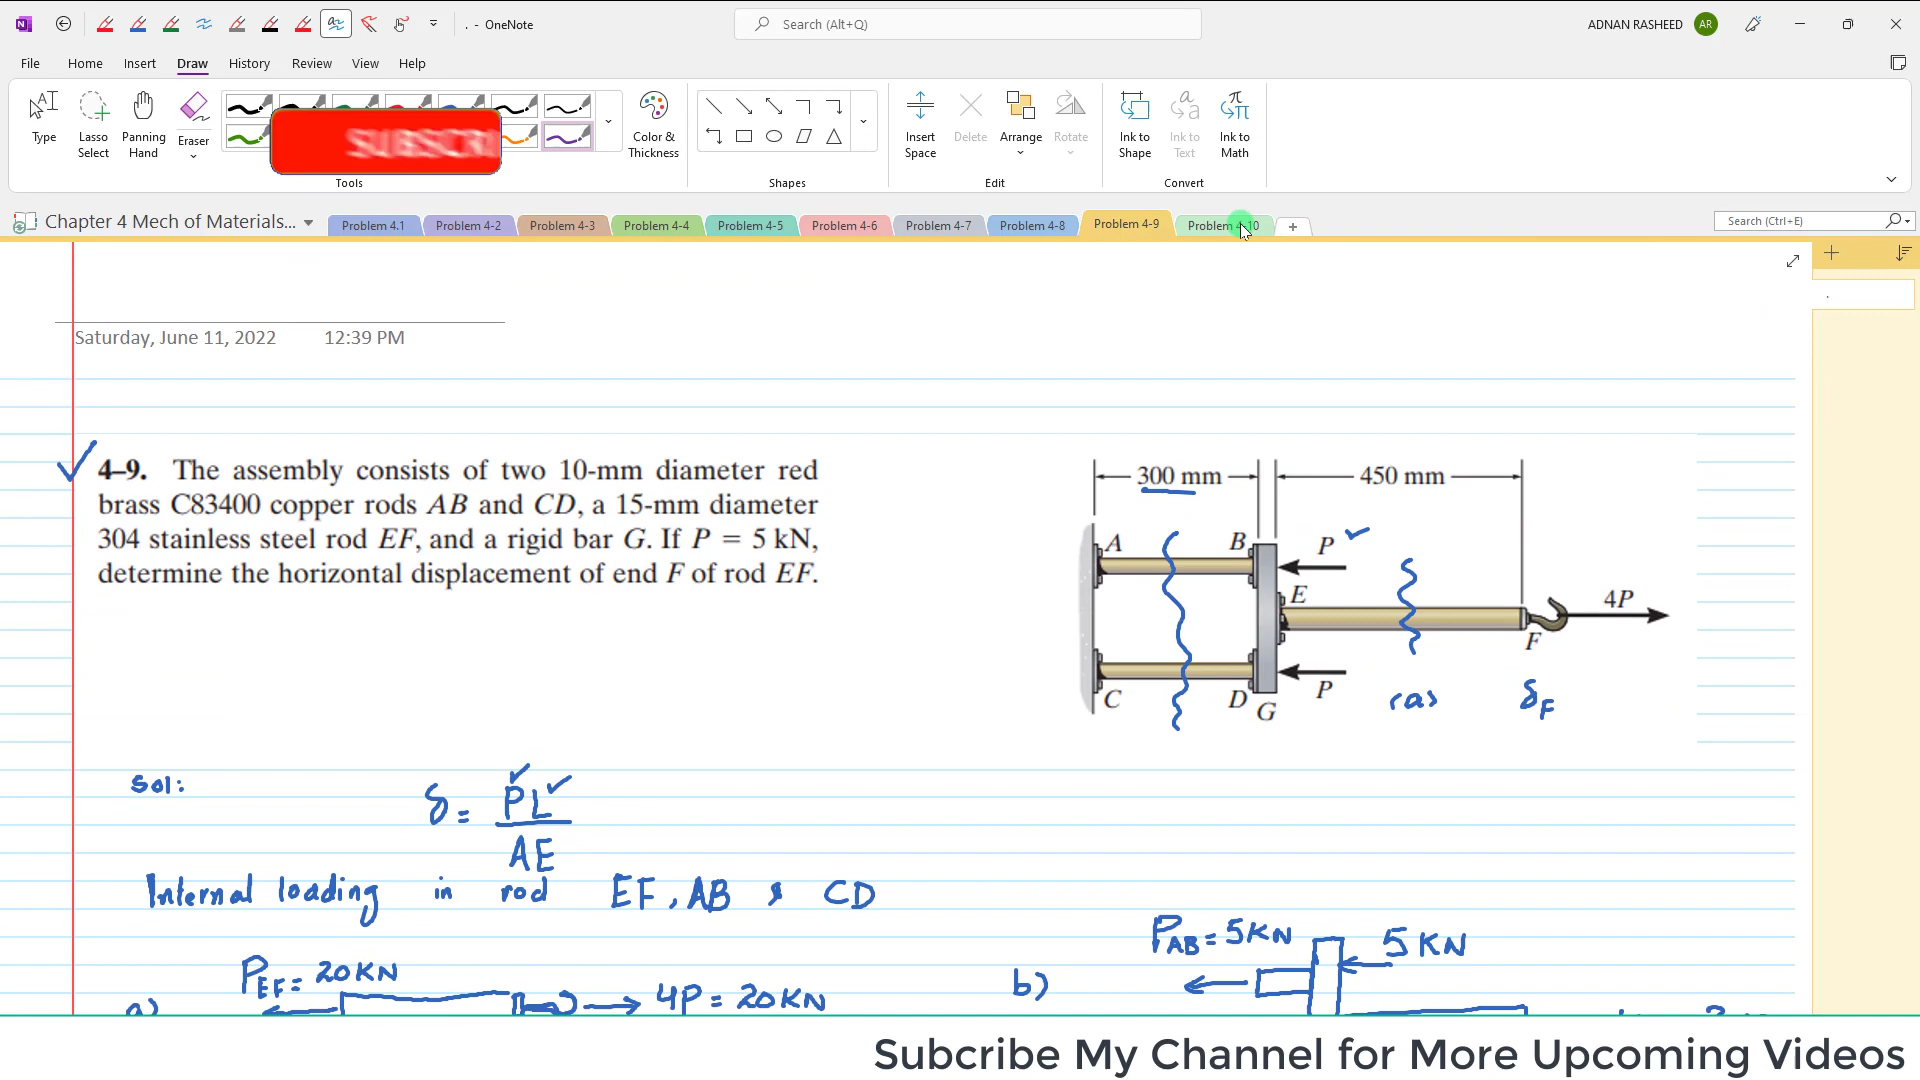 . - OneNote
Search (Alt+Q)
ADNAN RASHEED
AR
File Home Insert Draw History Review View Help
Type
Lasso Select
Panning Hand
Eraser
SUBSCRI
Color & Thickness
Insert Space
Delete
Arrange
Rotate
Ink to Shape
Ink to Text
Ink to Math
Tools
Shapes
Edit
Convert
Chapter 4 Mech of Materials...
Problem 4.1
Problem 4-2
Problem 4-3
Problem 4-4
Problem 4-5
Problem 4-6
Problem 4-7
Problem 4-8
Problem 4-9
Problem 4-10
Search (Ctrl+E)
Saturday, June 11, 2022 12:39 PM
4–9. The assembly consists of two 10-mm diameter red
brass C83400 copper rods AB and CD, a 15-mm diameter
304 stainless steel rod EF, and a rigid bar G. If P = 5 kN,
determine the horizontal displacement of end F of rod EF.
300 mm
450 mm
A
B
P
E
4P
F
C
D
G
P
δF
Sol:
δ = PL
AE
Internal loading in rod EF, AB & CD
PEF = 20KN
a)
4P = 20KN
PAB = 5KN
5KN
b)
Subcribe My Channel for More Upcoming Videos